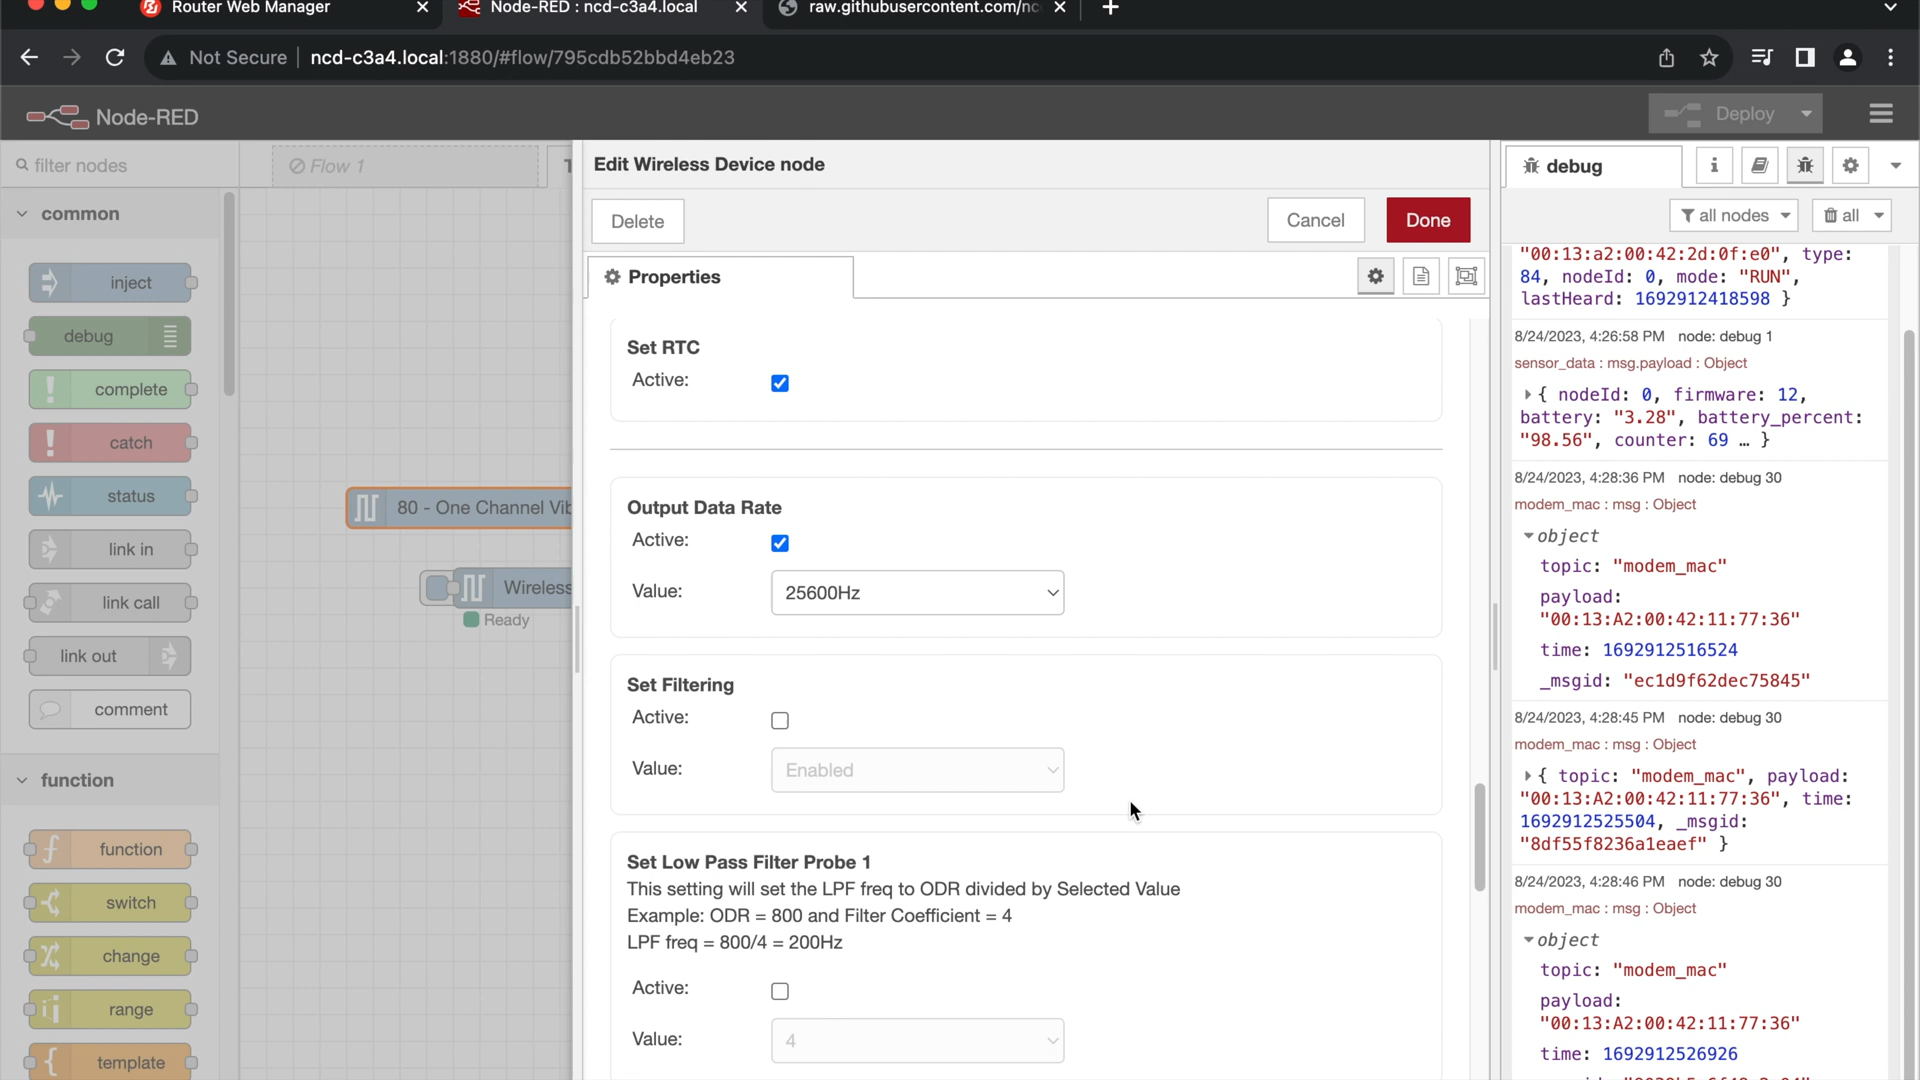 Router Web Manager
Node-RED : ncd-c3a4.local
raw.githubusercontent.com/nc
Not Secure
ncd-c3a4.local:1880/#flow/795cdb52bbd4eb23
Node-RED
Deploy
filter nodes
common
inject
debug
complete
catch
status
link in
link call
link out
comment
function
function
switch
change
range
template
Flow 1
80 - One Channel Vib
Wireless
Ready
Edit Wireless Device node
Delete
Cancel
Done
Properties
Set RTC
Active:
Output Data Rate
Active:
Value:
25600Hz
Set Filtering
Active:
Value:
Enabled
Set Low Pass Filter Probe 1
This setting will set the LPF freq to ODR divided by Selected Value
Example: ODR = 800 and Filter Coefficient = 4
LPF freq = 800/4 = 200Hz
Active:
Value:
4
debug
all nodes
all
"00:13:a2:00:42:2d:0f:e0", type:
84, nodeId: 0, mode: "RUN",
lastHeard: 1692912418598 }
8/24/2023, 4:26:58 PM node: debug 1
sensor_data : msg.payload : Object
{ nodeId: 0, firmware: 12,
battery: "3.28", battery_percent:
"98.56", counter: 69 … }
8/24/2023, 4:28:36 PM node: debug 30
modem_mac : msg : Object
object
topic: "modem_mac"
payload:
"00:13:A2:00:42:11:77:36"
time: 1692912516524
_msgid: "ec1d9f62dec75845"
8/24/2023, 4:28:45 PM node: debug 30
modem_mac : msg : Object
{ topic: "modem_mac", payload:
"00:13:A2:00:42:11:77:36", time:
1692912525504, _msgid:
"8df55f8236a1eaef" }
8/24/2023, 4:28:46 PM node: debug 30
modem_mac : msg : Object
object
topic: "modem_mac"
payload:
"00:13:A2:00:42:11:77:36"
time: 1692912526926